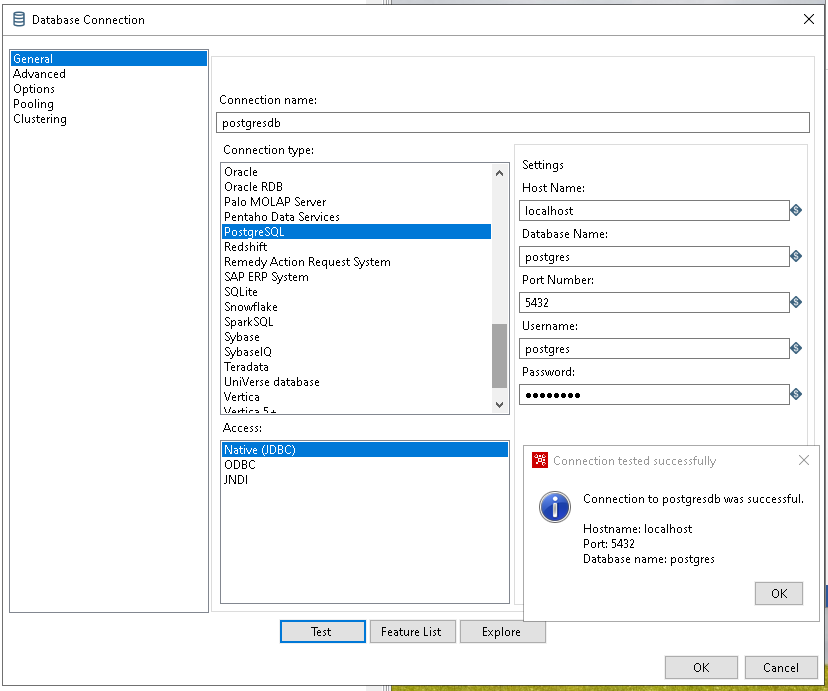 Database Connection
General
Advanced
Options
Pooling
Clustering
Connection name:
postgresdb
Connection type:
Oracle
Oracle RDB
Palo MOLAP Server
Pentaho Data Services
PostgreSQL
Redshift
Remedy Action Request System
SAP ERP System
SQLite
Snowflake
SparkSQL
Sybase
SybaseIQ
Teradata
UniVerse database
Vertica
Vertica 5+
Access:
Native (JDBC)
ODBC
JNDI
Settings
Host Name:
localhost
Database Name:
postgres
Port Number:
5432
Username:
postgres
Password:
●●●●●●●●
Connection tested successfully
Connection to postgresdb was successful.
Hostname: localhost
Port: 5432
Database name: postgres
OK
Test
Feature List
Explore
OK
Cancel